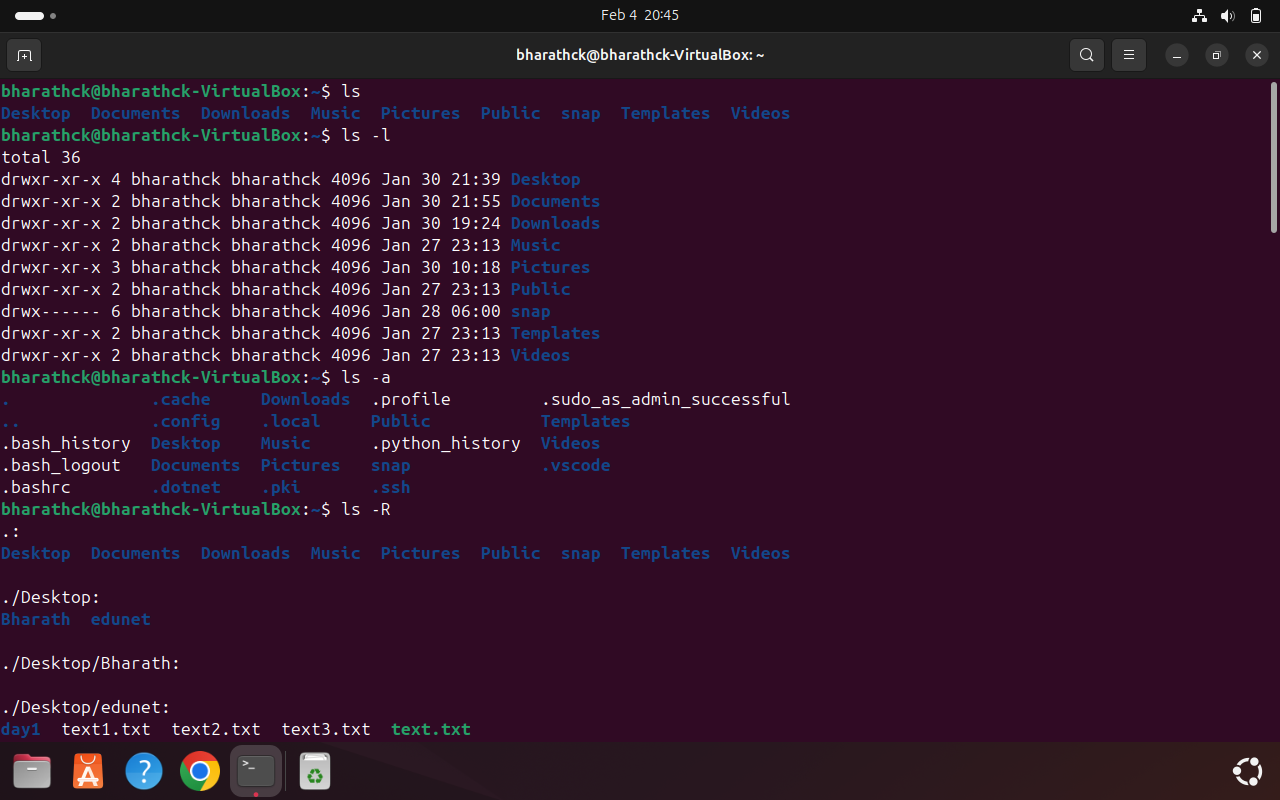 Feb 4 20:45
bharathck@bharathck-VirtualBox: ~
bharathck@bharathck-VirtualBox:~$ ls
Desktop  Documents  Downloads  Music  Pictures  Public  snap  Templates  Videos
bharathck@bharathck-VirtualBox:~$ ls -l
total 36
drwxr-xr-x 4 bharathck bharathck 4096 Jan 30 21:39 Desktop
drwxr-xr-x 2 bharathck bharathck 4096 Jan 30 21:55 Documents
drwxr-xr-x 2 bharathck bharathck 4096 Jan 30 19:24 Downloads
drwxr-xr-x 2 bharathck bharathck 4096 Jan 27 23:13 Music
drwxr-xr-x 3 bharathck bharathck 4096 Jan 30 10:18 Pictures
drwxr-xr-x 2 bharathck bharathck 4096 Jan 27 23:13 Public
drwx------ 6 bharathck bharathck 4096 Jan 28 06:00 snap
drwxr-xr-x 2 bharathck bharathck 4096 Jan 27 23:13 Templates
drwxr-xr-x 2 bharathck bharathck 4096 Jan 27 23:13 Videos
bharathck@bharathck-VirtualBox:~$ ls -a
.              .cache     Downloads  .profile         .sudo_as_admin_successful
..             .config    .local     Public           Templates
.bash_history  Desktop    Music      .python_history  Videos
.bash_logout   Documents  Pictures   snap             .vscode
.bashrc        .dotnet    .pki       .ssh
bharathck@bharathck-VirtualBox:~$ ls -R
.:
Desktop  Documents  Downloads  Music  Pictures  Public  snap  Templates  Videos
./Desktop:
Bharath  edunet
./Desktop/Bharath:
./Desktop/edunet:
day1  text1.txt  text2.txt  text3.txt  text.txt